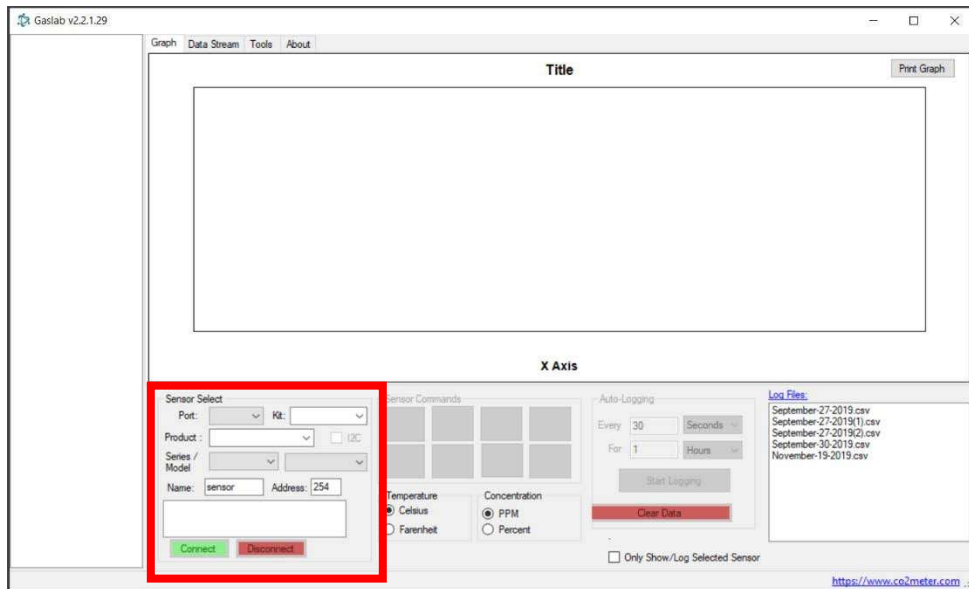 Gaslab v2.2.1.29
Graph Data Stream Tools About
Title
Print Graph
X Axis
Sensor Select
Port: Kit:
Product : I2C
Series / Model
Name: sensor Address: 254
Connect Disconnect
Sensor Commands
Temperature
Celsius
Farenheit
Concentration
PPM
Percent
Auto-Logging
Every 30 Seconds
For 1 Hours
Start Logging
Clear Data
Only Show/Log Selected Sensor
Log Files:
September-27-2019.csv
September-27-2019(1).csv
September-27-2019(2).csv
September-30-2019.csv
November-19-2019.csv
https://www.co2meter.com